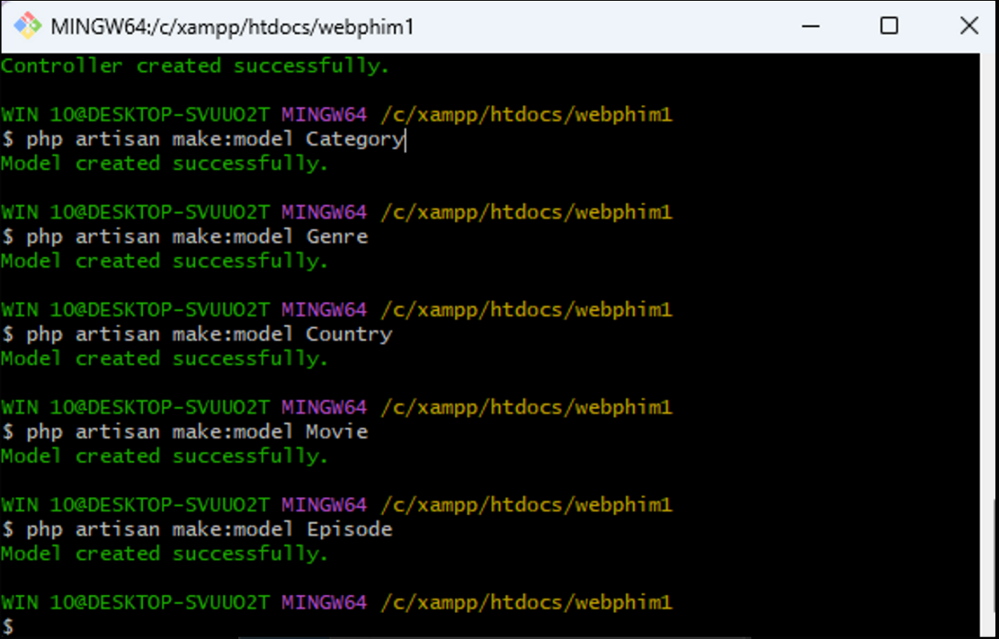 MINGW64:/c/xampp/htdocs/webphim1
Controller created successfully.
WIN 10@DESKTOP-SVUUO2T MINGW64 /c/xampp/htdocs/webphim1
$ php artisan make:model Category
Model created successfully.
WIN 10@DESKTOP-SVUUO2T MINGW64 /c/xampp/htdocs/webphim1
$ php artisan make:model Genre
Model created successfully.
WIN 10@DESKTOP-SVUUO2T MINGW64 /c/xampp/htdocs/webphim1
$ php artisan make:model Country
Model created successfully.
WIN 10@DESKTOP-SVUUO2T MINGW64 /c/xampp/htdocs/webphim1
$ php artisan make:model Movie
Model created successfully.
WIN 10@DESKTOP-SVUUO2T MINGW64 /c/xampp/htdocs/webphim1
$ php artisan make:model Episode
Model created successfully.
WIN 10@DESKTOP-SVUUO2T MINGW64 /c/xampp/htdocs/webphim1
$